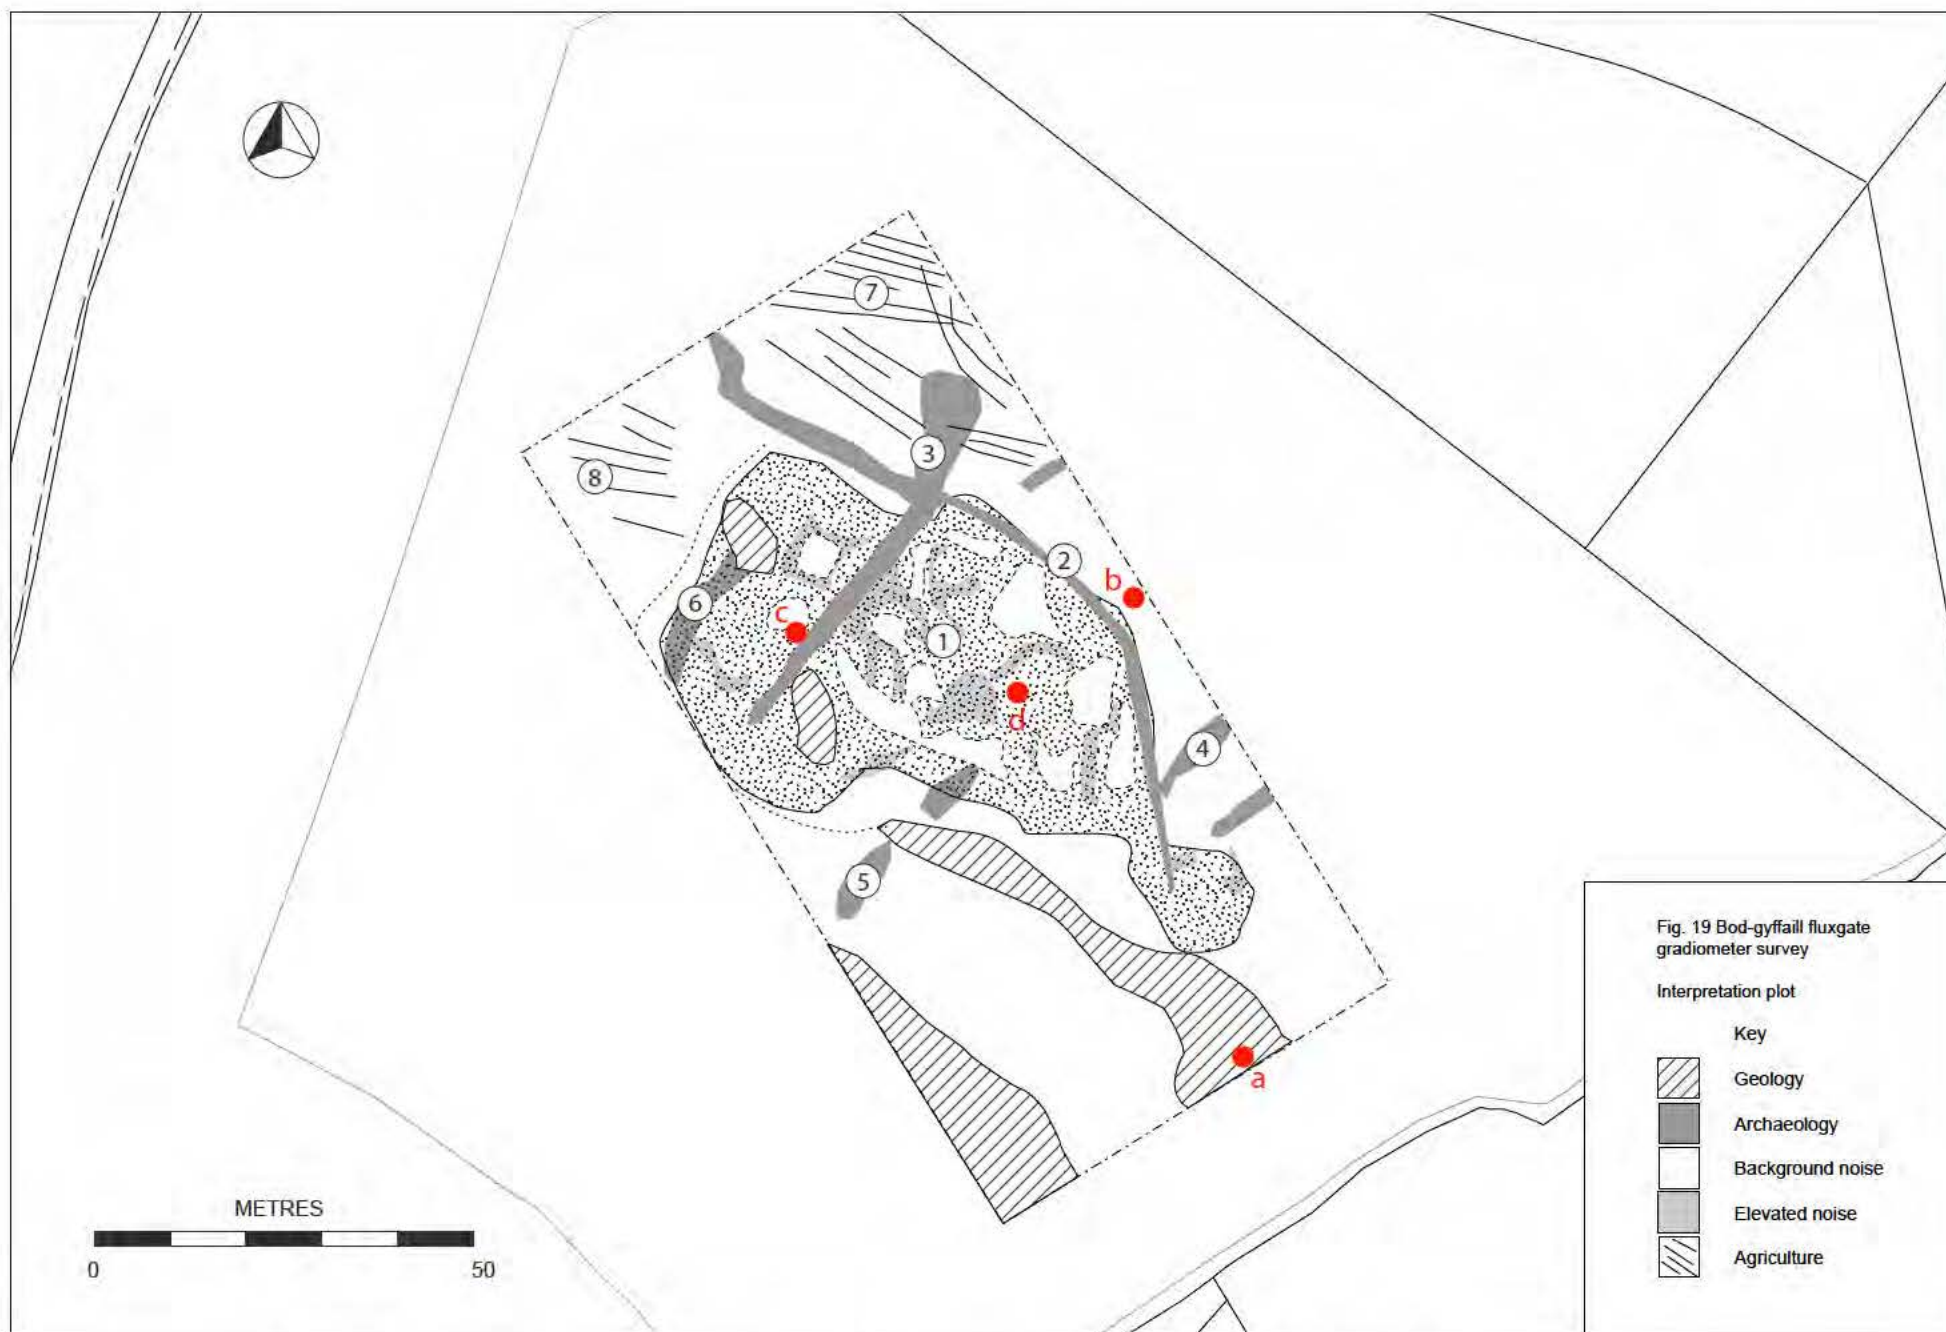 7
3
8
2
b
6
c
1
d
4
5
a
METRES
0 50
Fig. 19 Bod-gyffaill fluxgate
gradiometer survey
Interpretation plot
Key
Geology
Archaeology
Background noise
Elevated noise
Agriculture